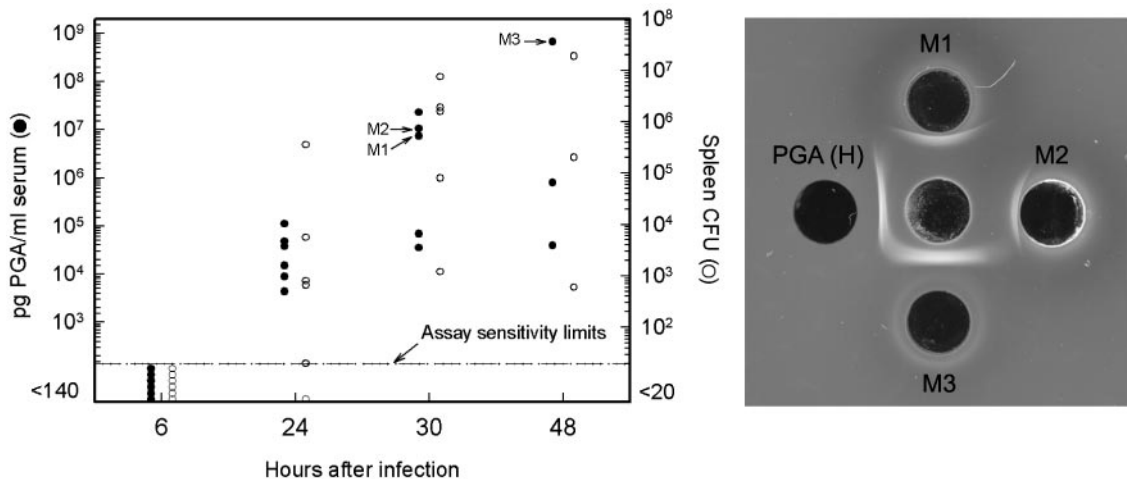 10⁹
10⁸
10⁷
10⁶
10⁵
10⁴
10³
<140
pg PGA/ml serum (●)
M3
M2
M1
Assay sensitivity limits
10⁸
10⁷
10⁶
10⁵
10⁴
10³
10²
<20
Spleen CFU (○)
6 24 30 48
Hours after infection
M1
PGA (H)
M2
M3